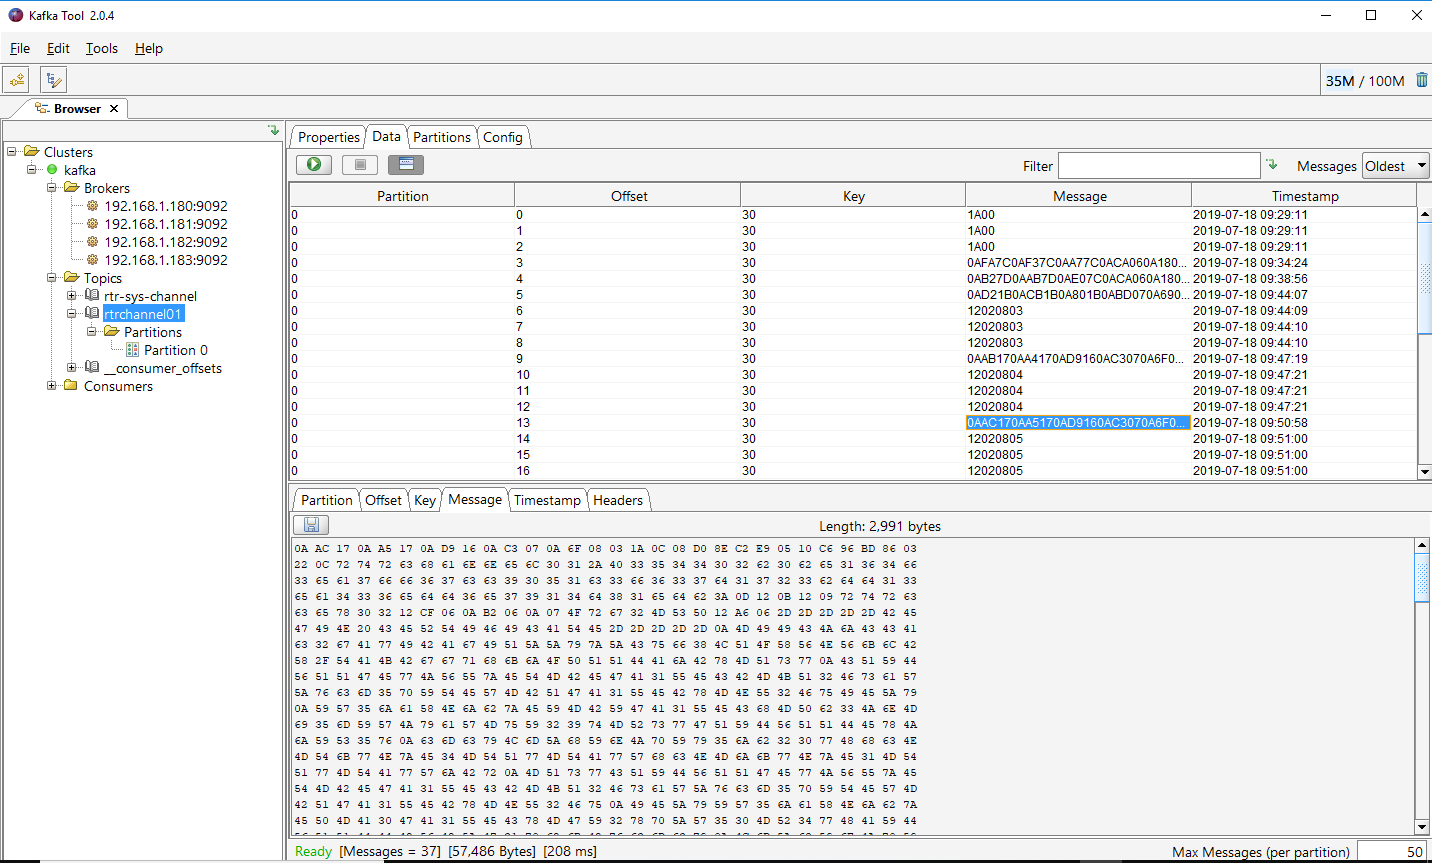 Kafka Tool 2.0.4
File Edit Tools Help
35M / 100M
Browser
Clusters
kafka
Brokers
192.168.1.180:9092
192.168.1.181:9092
192.168.1.182:9092
192.168.1.183:9092
Topics
rtr-sys-channel
rtrchannel01
Partitions
Partition 0
__consumer_offsets
Consumers
Properties Data Partitions Config
Filter Messages Oldest
Partition Offset Key Message Timestamp
0 0 30 1A00 2019-07-18 09:29:11
0 1 30 1A00 2019-07-18 09:29:11
0 2 30 1A00 2019-07-18 09:29:11
0 3 30 0AFA7C0AF37C0AA77C0ACA060A180... 2019-07-18 09:34:24
0 4 30 0AB27D0AAB7D0AE07C0ACA060A180... 2019-07-18 09:38:56
0 5 30 0AD21B0ACB1B0A801B0ABD070A690... 2019-07-18 09:44:07
0 6 30 12020803 2019-07-18 09:44:09
0 7 30 12020803 2019-07-18 09:44:10
0 8 30 12020803 2019-07-18 09:44:10
0 9 30 0AAB170AA4170AD9160AC3070A6F0... 2019-07-18 09:47:19
0 10 30 12020804 2019-07-18 09:47:21
0 11 30 12020804 2019-07-18 09:47:21
0 12 30 12020804 2019-07-18 09:47:21
0 13 30 0AAC170AA5170AD9160AC3070A6F0... 2019-07-18 09:50:58
0 14 30 12020805 2019-07-18 09:51:00
0 15 30 12020805 2019-07-18 09:51:00
0 16 30 12020805 2019-07-18 09:51:00
Partition Offset Key Message Timestamp Headers
Length: 2,991 bytes
0A AC 17 0A A5 17 0A D9 16 0A C3 07 0A 6F 08 03 1A 0C 08 D0 8E C2 E9 05 10 C6 96 BD 86 03
22 0C 72 74 72 63 68 61 6E 6E 65 6C 30 31 2A 40 33 35 34 34 30 32 62 30 62 65 31 36 34 66
33 65 61 37 66 66 36 37 63 63 39 30 35 31 63 33 66 36 33 37 64 31 37 32 33 62 64 64 31 33
65 61 34 33 36 65 64 64 36 65 37 39 31 34 64 38 31 65 64 62 3A 0D 12 0B 12 09 72 74 72 63
63 65 78 30 32 12 CF 06 0A B2 06 0A 07 4F 72 67 32 4D 53 50 12 A6 06 2D 2D 2D 2D 2D 42 45
47 49 4E 20 43 45 52 54 49 46 49 43 41 54 45 2D 2D 2D 2D 2D 0A 4D 49 49 43 4A 6A 43 43 41
63 32 67 41 77 49 42 41 67 49 51 5A 5A 79 7A 5A 43 75 66 38 4C 51 4F 58 56 4E 56 6B 6C 42
58 2F 54 41 4B 42 67 67 71 68 6B 6A 4F 50 51 51 44 41 6A 42 78 4D 51 73 77 0A 43 51 59 44
56 51 51 47 45 77 4A 56 55 7A 45 54 4D 42 45 47 41 31 55 45 43 42 4D 4B 51 32 46 73 61 57
5A 76 63 6D 35 70 59 54 45 57 4D 42 51 47 41 31 55 45 42 78 4D 4E 55 32 46 75 49 45 5A 79
0A 59 57 35 6A 61 58 4E 6A 62 7A 45 59 4D 42 59 47 41 31 55 45 43 68 4D 50 62 33 4A 6E 4D
69 35 6D 59 57 4A 79 61 57 4D 75 59 32 39 74 4D 52 73 77 47 51 59 44 56 51 51 44 45 78 4A
6A 59 53 35 76 0A 63 6D 63 79 4C 6D 5A 68 59 6E 4A 70 59 79 35 6A 62 32 30 77 48 68 63 4E
4D 54 6B 77 4E 7A 45 34 4D 54 51 77 4D 54 41 77 57 68 63 4E 4D 6A 6B 77 4E 7A 45 31 4D 54
51 77 4D 54 41 77 57 6A 42 72 0A 4D 51 73 77 43 51 59 44 56 51 51 47 45 77 4A 56 55 7A 45
54 4D 42 45 47 41 31 55 45 43 42 4D 4B 51 32 46 73 61 57 5A 76 63 6D 35 70 59 54 45 57 4D
42 51 47 41 31 55 45 42 78 4D 4E 55 32 46 75 0A 49 45 5A 79 59 57 35 6A 61 58 4E 6A 62 7A
45 50 4D 41 30 47 41 31 55 45 43 78 4D 47 59 32 78 70 5A 57 35 30 4D 52 34 77 48 41 59 44
Ready [Messages = 37] [57,486 Bytes] [208 ms]
Max Messages (per partition) 50